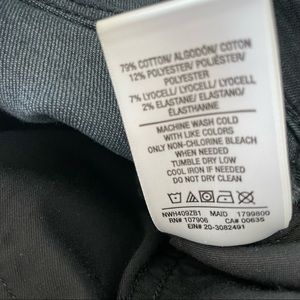 79% COTTON/ ALGODÓN/ COTON
12% POLYESTER/ POLIÉSTER/
POLYESTER
7% LYOCELL/ LYOCELL/ LYOCELL
2% ELASTANE/ ELASTANO/
ÉLASTHANNE
MACHINE WASH COLD
WITH LIKE COLORS
ONLY NON-CHLORINE BLEACH
WHEN NEEDED
TUMBLE DRY LOW
COOL IRON IF NEEDED
DO NOT DRY CLEAN
NWH409ZB1 MAID 1799800
RN# 107906 CA# 00635
EIN# 20-3082491